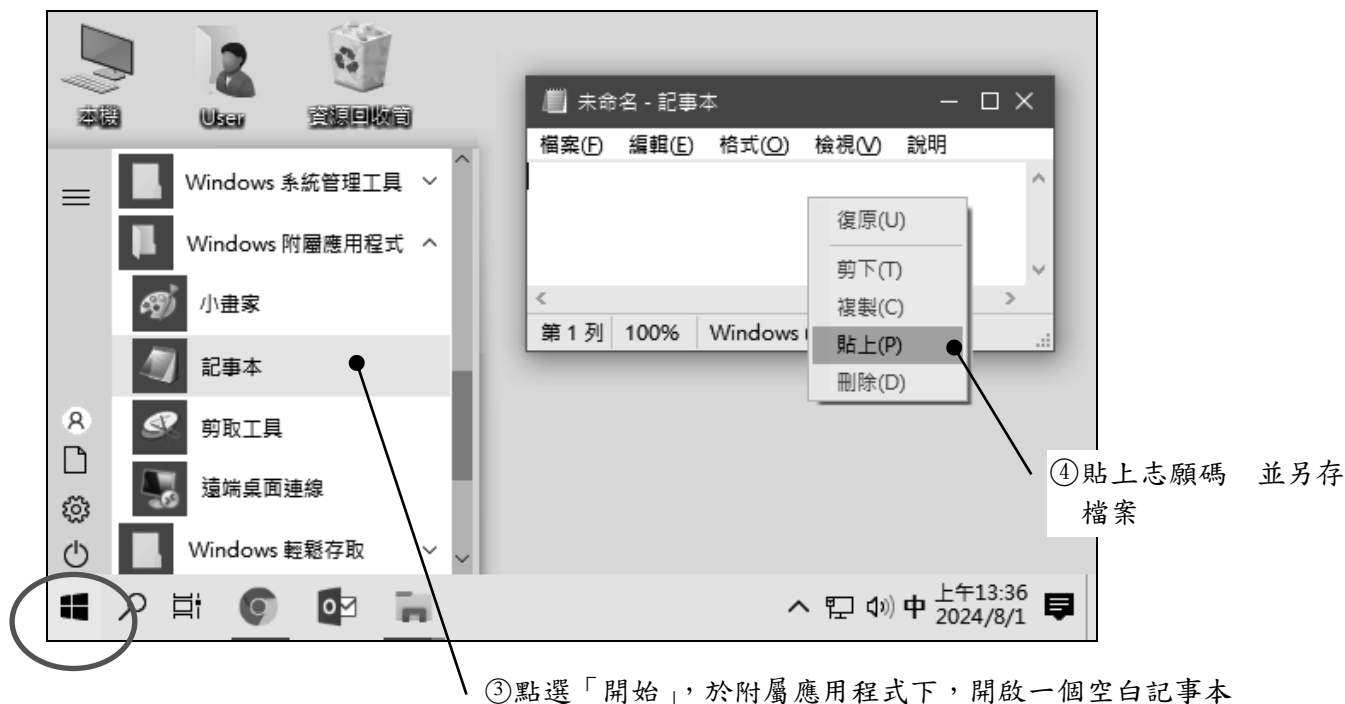 本機
User
資源回收筒
未命名 - 記事本
檔案(F) 編輯(E) 格式(O) 檢視(V) 說明
復原(U)
剪下(T)
複製(C)
貼上(P)
刪除(D)
第 1 列 100% Windows
Windows 系統管理工具
Windows 附屬應用程式
小畫家
記事本
剪取工具
遠端桌面連線
Windows 輕鬆存取
④貼上志願碼 並另存
檔案
中
上午13:36
2024/8/1
③點選「開始」,於附屬應用程式下,開啟一個空白記事本